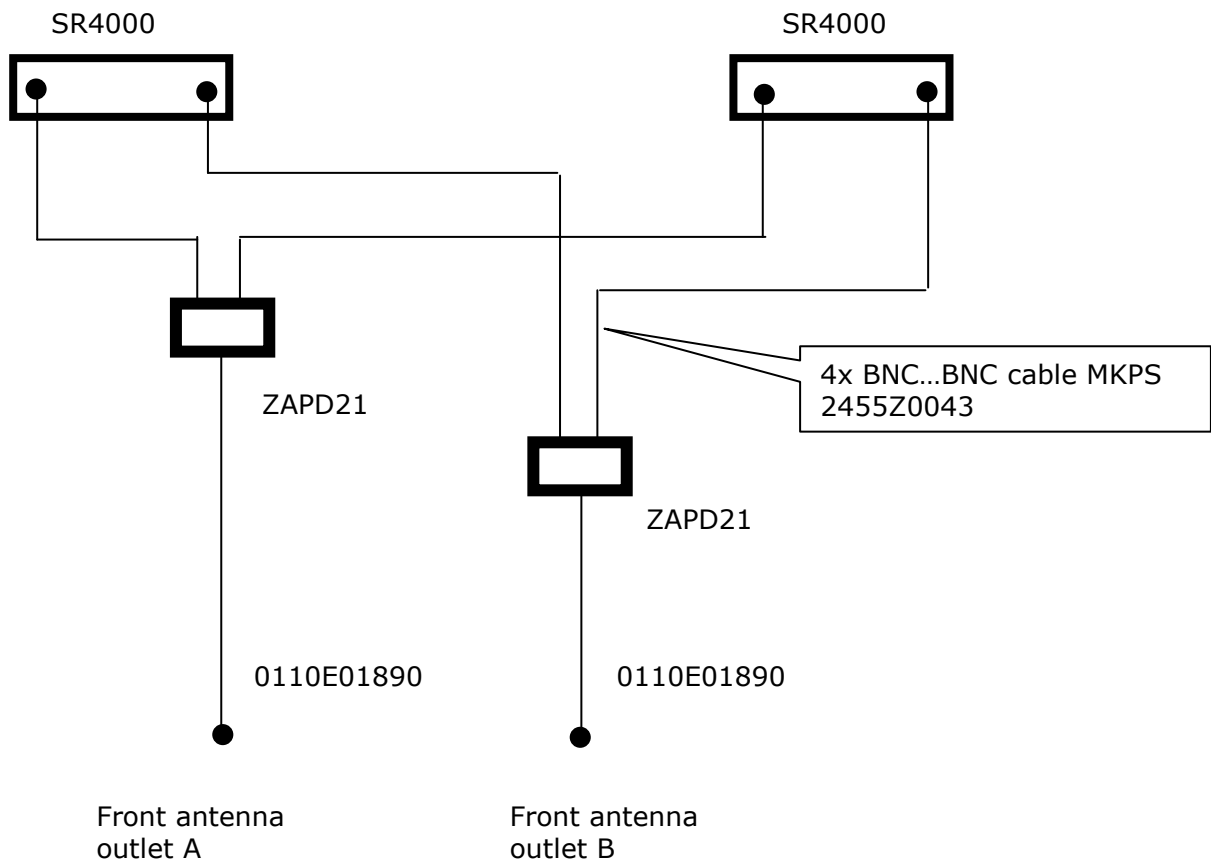 SR4000
SR4000
4x BNC…BNC cable MKPS
2455Z0043
ZAPD21
ZAPD21
0110E01890
0110E01890
Front antenna
outlet A
Front antenna
outlet B